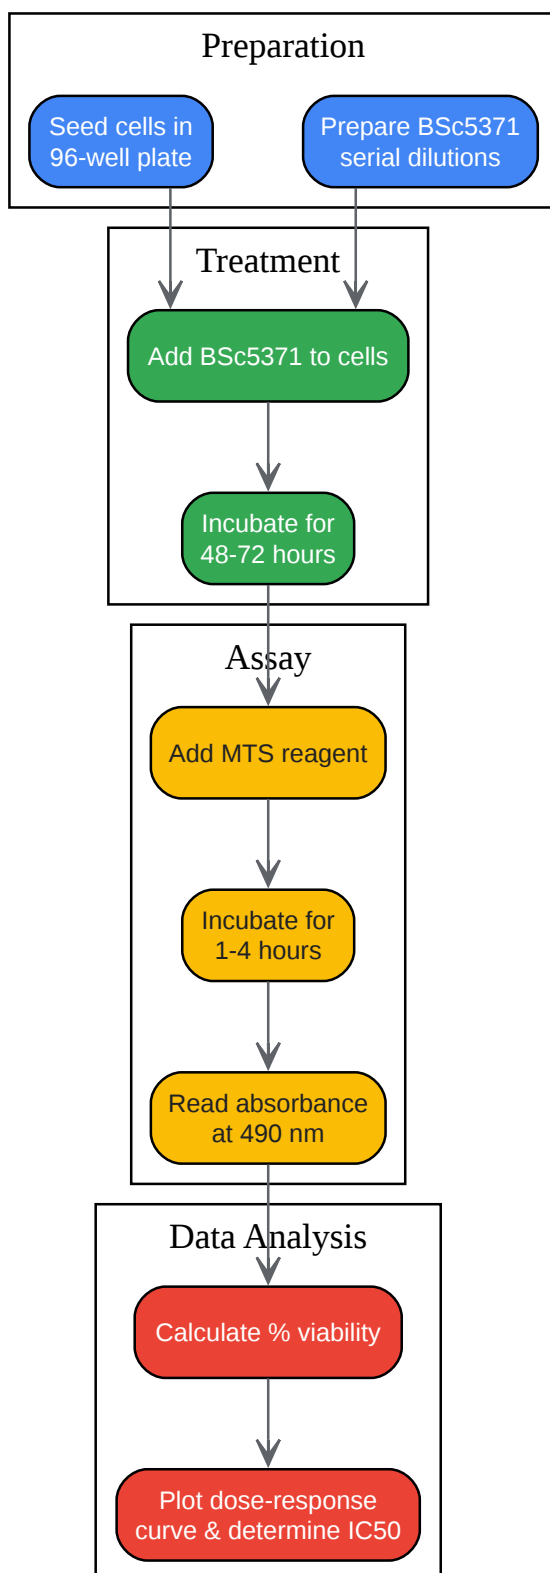 Preparation
Seed cells in
96-well plate
Prepare BSc5371
serial dilutions
Treatment
Add BSc5371 to cells
Incubate for
48-72 hours
Assay
Add MTS reagent
Incubate for
1-4 hours
Read absorbance
at 490 nm
Data Analysis
Calculate % viability
Plot dose-response
curve & determine IC50